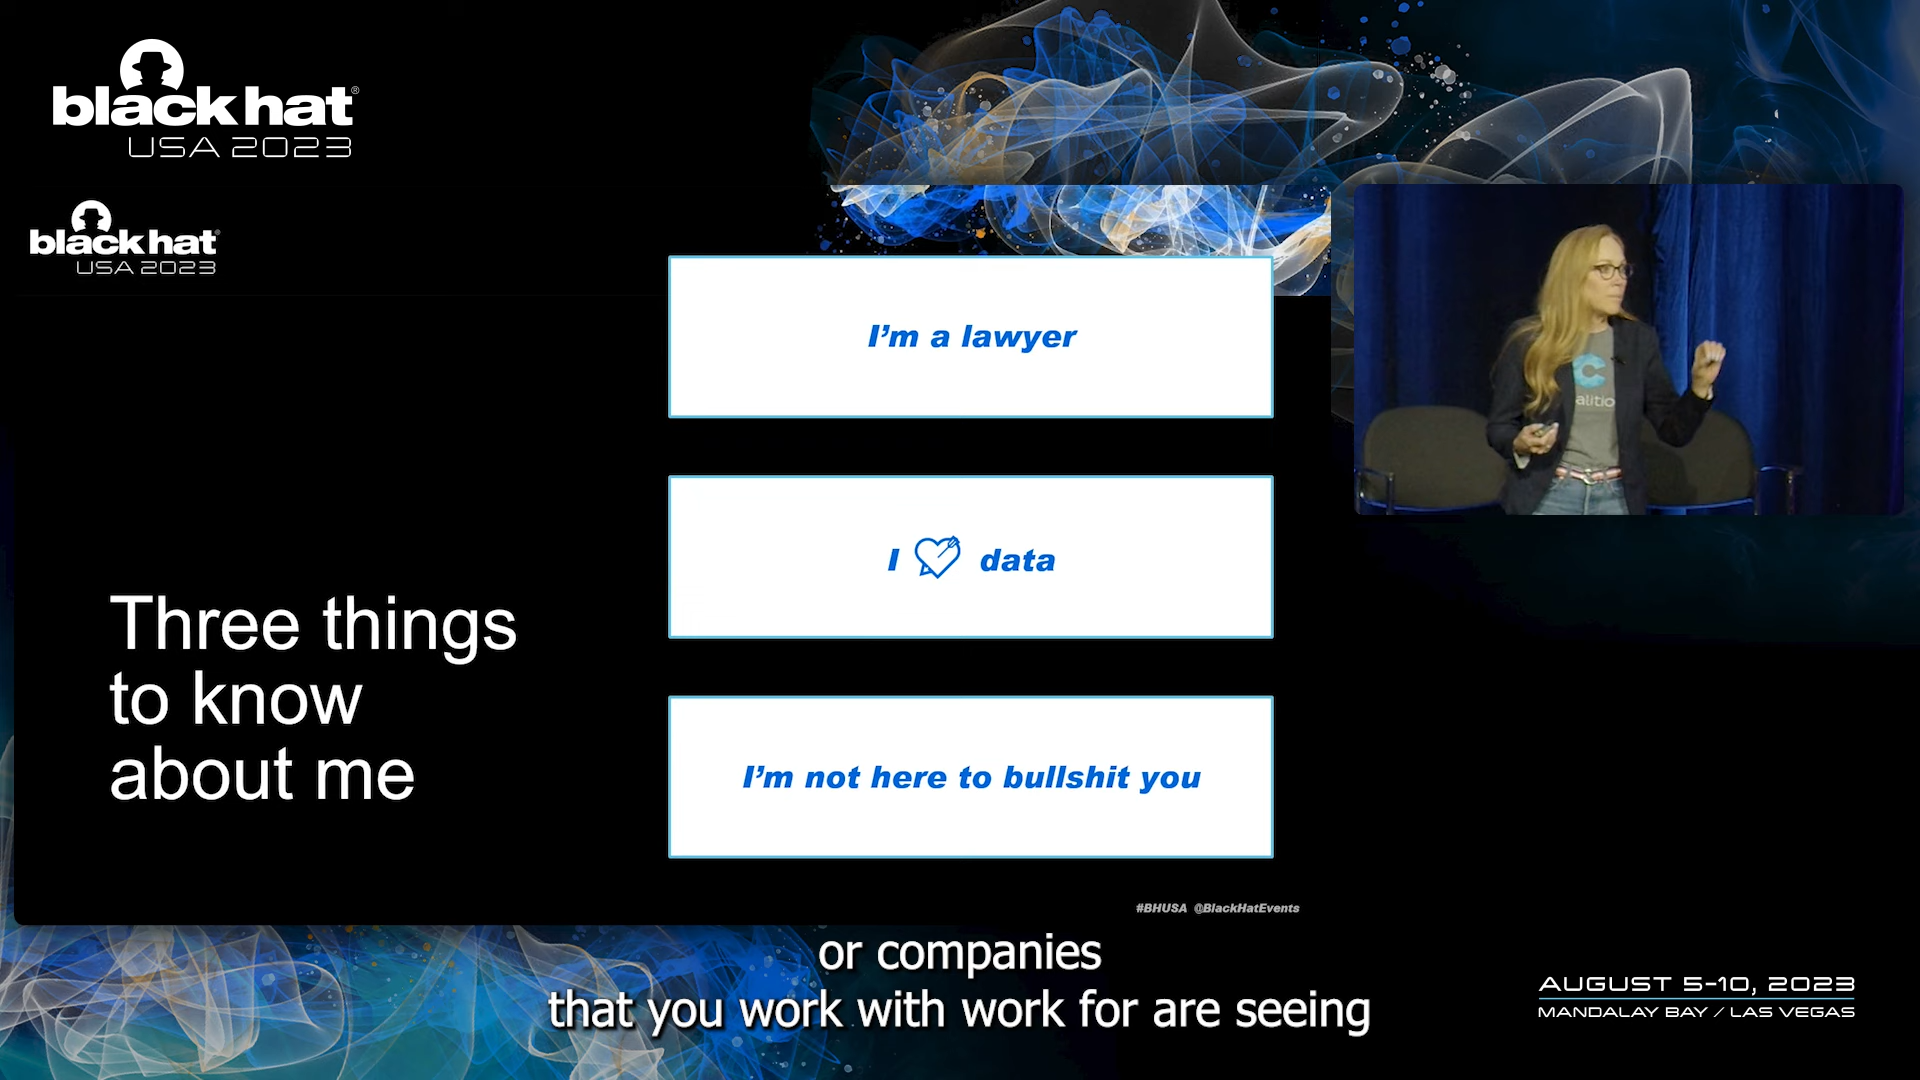 black hat®
USA 2023
black hat
USA 2023
I'm a lawyer
I data
I'm not here to bullshit you
Three things
to know
about me
C
alitio
#BHUSA @BlackHatEvents
or companies
that you work with work for are seeing
AUGUST 5-10, 2023
MANDALAY BAY / LAS VEGAS